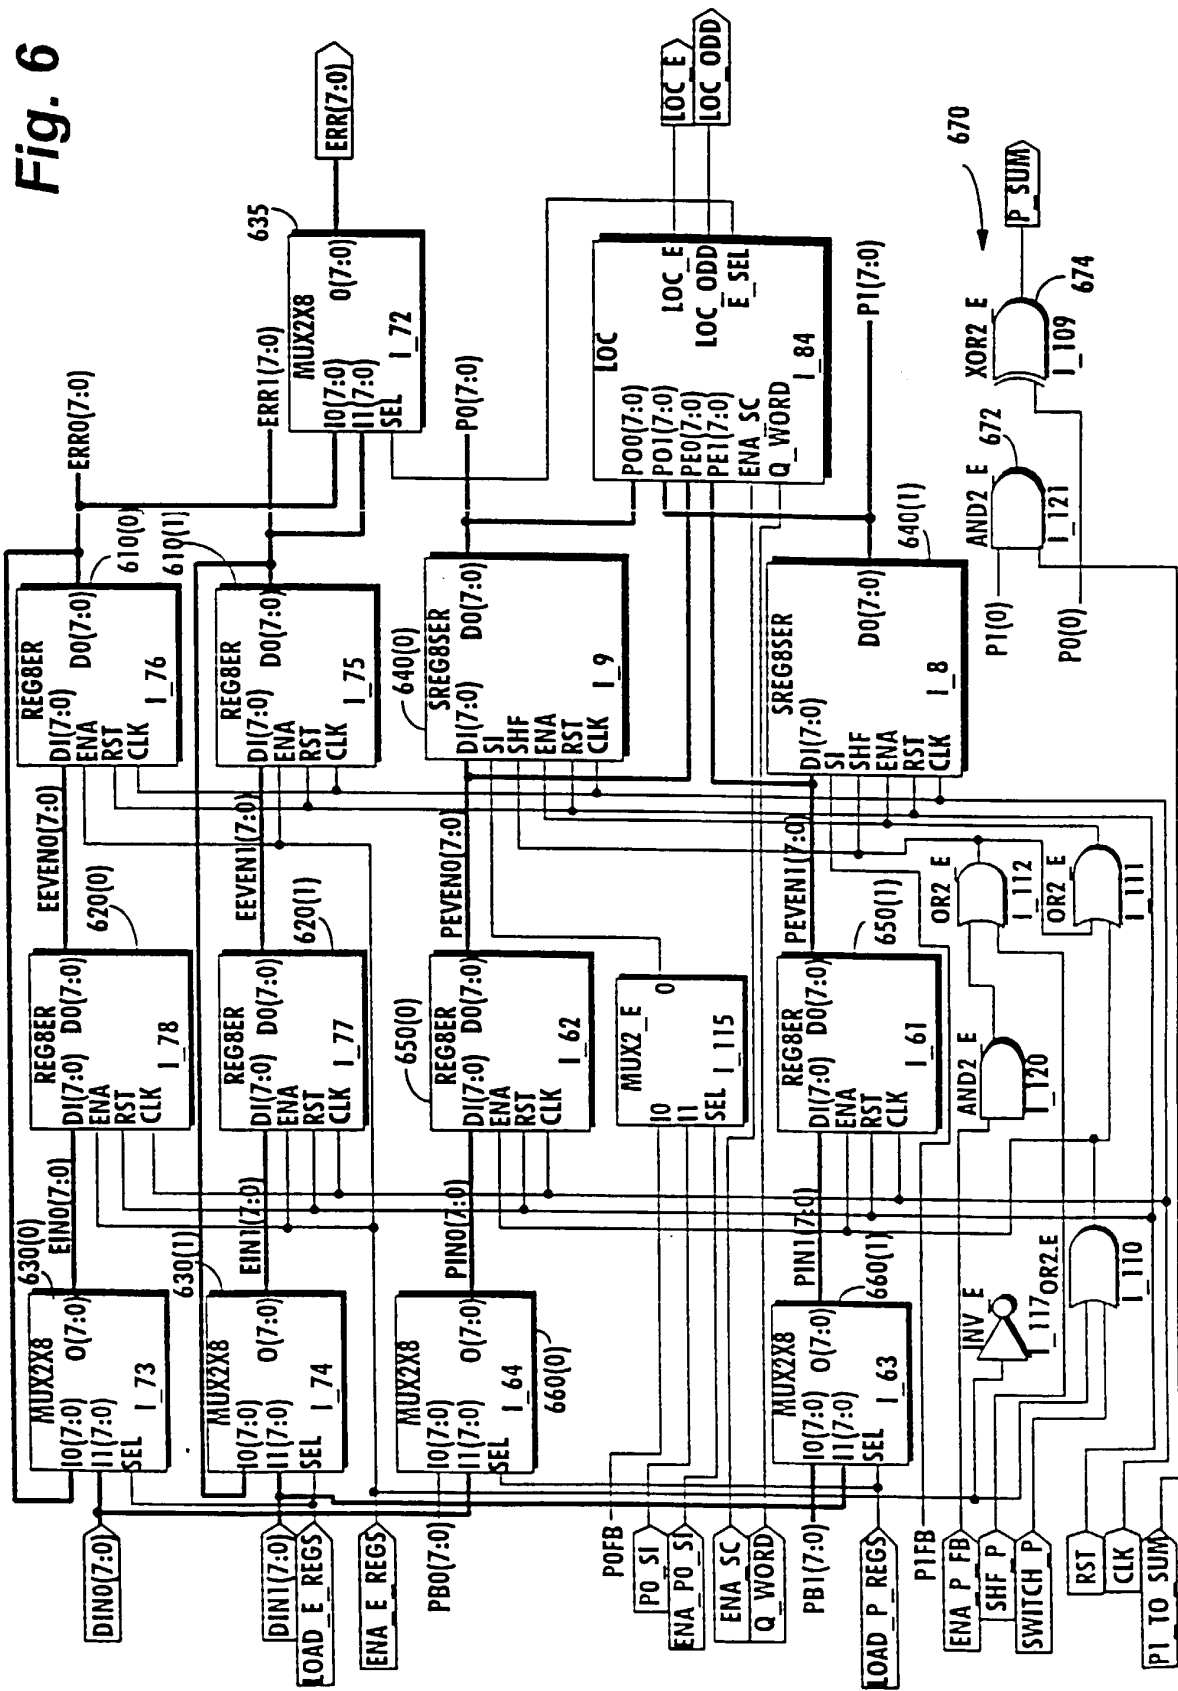 Fig. 6
DIN0(7:0)
DIN1(7:0)
LOAD_E_REGS
ENA_E_REGS
PB0(7:0)
P0FB
P0_SI
ENA_P0_SI
ENA_SC
Q_WORD
PB1(7:0)
LOAD_P_REGS
P1FB
ENA_P_FB
SHF_P
SWITCH_P
RST
CLK
P1_TO_SUM
630(0)
MUX2X8
I0(7:0)
I1(7:0)
SEL
O(7:0)
I_73
EIN0(7:0)
630(1)
MUX2X8
I0(7:0)
I1(7:0)
SEL
O(7:0)
I_74
EIN1(7:0)
MUX2X8
I0(7:0)
I1(7:0)
SEL
O(7:0)
I_64
660(0)
PIN0(7:0)
MUX2X8
I0(7:0)
I1(7:0)
SEL
O(7:0)
I_63
660(1)
PIN1(7:0)
INV_E
I_117
OR2_E
I_110
620(0)
REG8ER
DI(7:0)
ENA
RST
CLK
DO(7:0)
I_78
EEVEN0(7:0)
REG8ER
DI(7:0)
ENA
RST
CLK
DO(7:0)
I_77
620(1)
EEVEN1(7:0)
650(0)
REG8ER
DI(7:0)
ENA
RST
CLK
DO(7:0)
I_62
PEVEN0(7:0)
MUX2_E
I0
I1
SEL
O
I_115
REG8ER
DI(7:0)
ENA
RST
CLK
DO(7:0)
I_61
650(1)
PEVEN1(7:0)
AND2_E
I_120
OR2_E
I_112
OR2_E
I_111
REG8ER
DI(7:0)
ENA
RST
CLK
DO(7:0)
I_76
610(0)
ERR0(7:0)
610(1)
REG8ER
DI(7:0)
ENA
RST
CLK
DO(7:0)
I_75
ERR1(7:0)
640(0)
SREG8SER
DI(7:0)
SI
SHF
ENA
RST
CLK
DO(7:0)
I_9
P0(7:0)
SREG8SER
DI(7:0)
SI
SHF
ENA
RST
CLK
DO(7:0)
I_8
640(1)
P1(7:0)
635
MUX2X8
I0(7:0)
I1(7:0)
SEL
O(7:0)
I_72
ERR(7:0)
LOC
PO0(7:0)
PO1(7:0)
PE0(7:0)
PE1(7:0)
ENA_SC
Q_WORD
LOC_E
LOC_ODD
E_SEL
I_84
LOC_E
LOC_ODD
P1(0)
P0(0)
AND2_E
672
I_121
XOR2_E
674
I_109
670
P_SUM